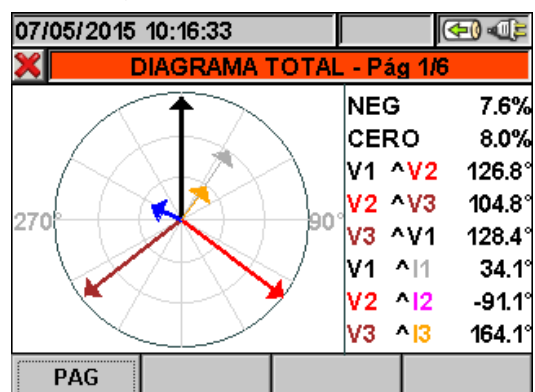 07/05/2015 10:16:33
DIAGRAMA TOTAL - Pág 1/6
270°
90°
NEG 7.6%
CERO 8.0%
V1 ^V2 126.8°
V2 ^V3 104.8°
V3 ^V1 128.4°
V1 ^I1 34.1°
V2 ^I2 -91.1°
V3 ^I3 164.1°
PAG